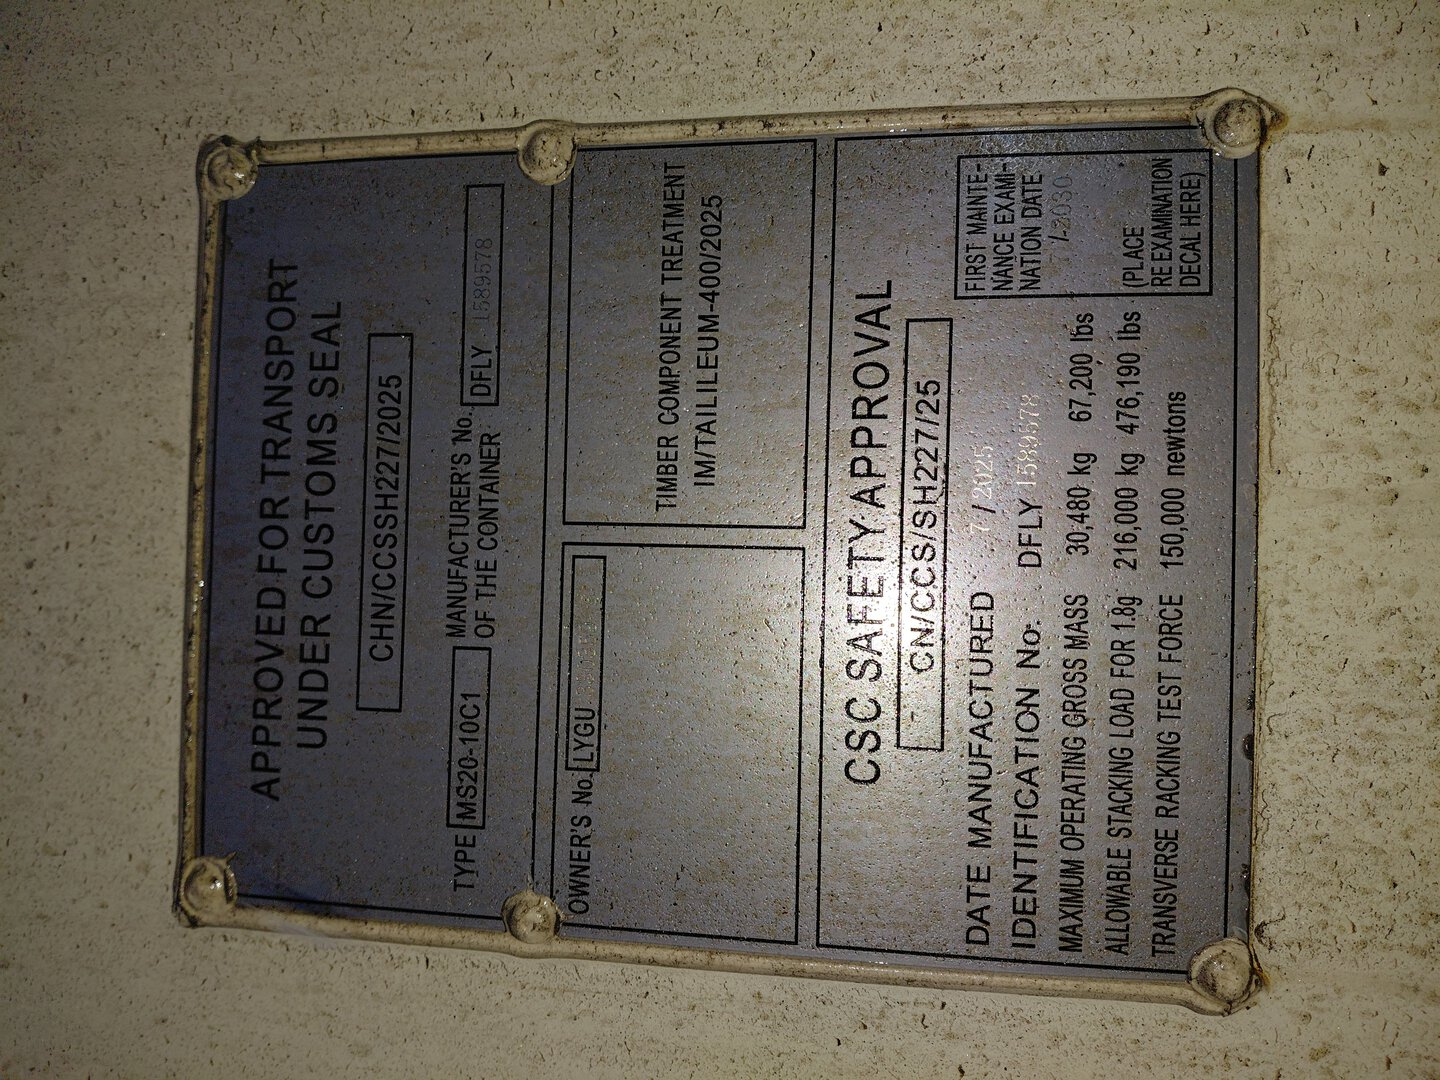 APPROVED FOR TRANSPORT
UNDER CUSTOMS SEAL
CHN/CCSSH227/2025
TYPE MS20-10C1 MANUFACTURER'S No. OF THE CONTAINER DFLY 1589578
OWNER'S No. LYGU
TIMBER COMPONENT TREATMENT
IM/TAILILEUM-400/2025
CSC SAFETY APPROVAL
CN/CCS/SH227/25
DATE MANUFACTURED 7 / 2025
IDENTIFICATION No. DFLY 1589578
MAXIMUM OPERATING GROSS MASS 30,480 kg 67,200 lbs
ALLOWABLE STACKING LOAD FOR 1.8g 216,000 kg 476,190 lbs
TRANSVERSE RACKING TEST FORCE 150,000 newtons
FIRST MAINTE-
NANCE EXAMI-
NATION DATE
7 / 2030
(PLACE
REEXAMINATION
DECAL HERE)